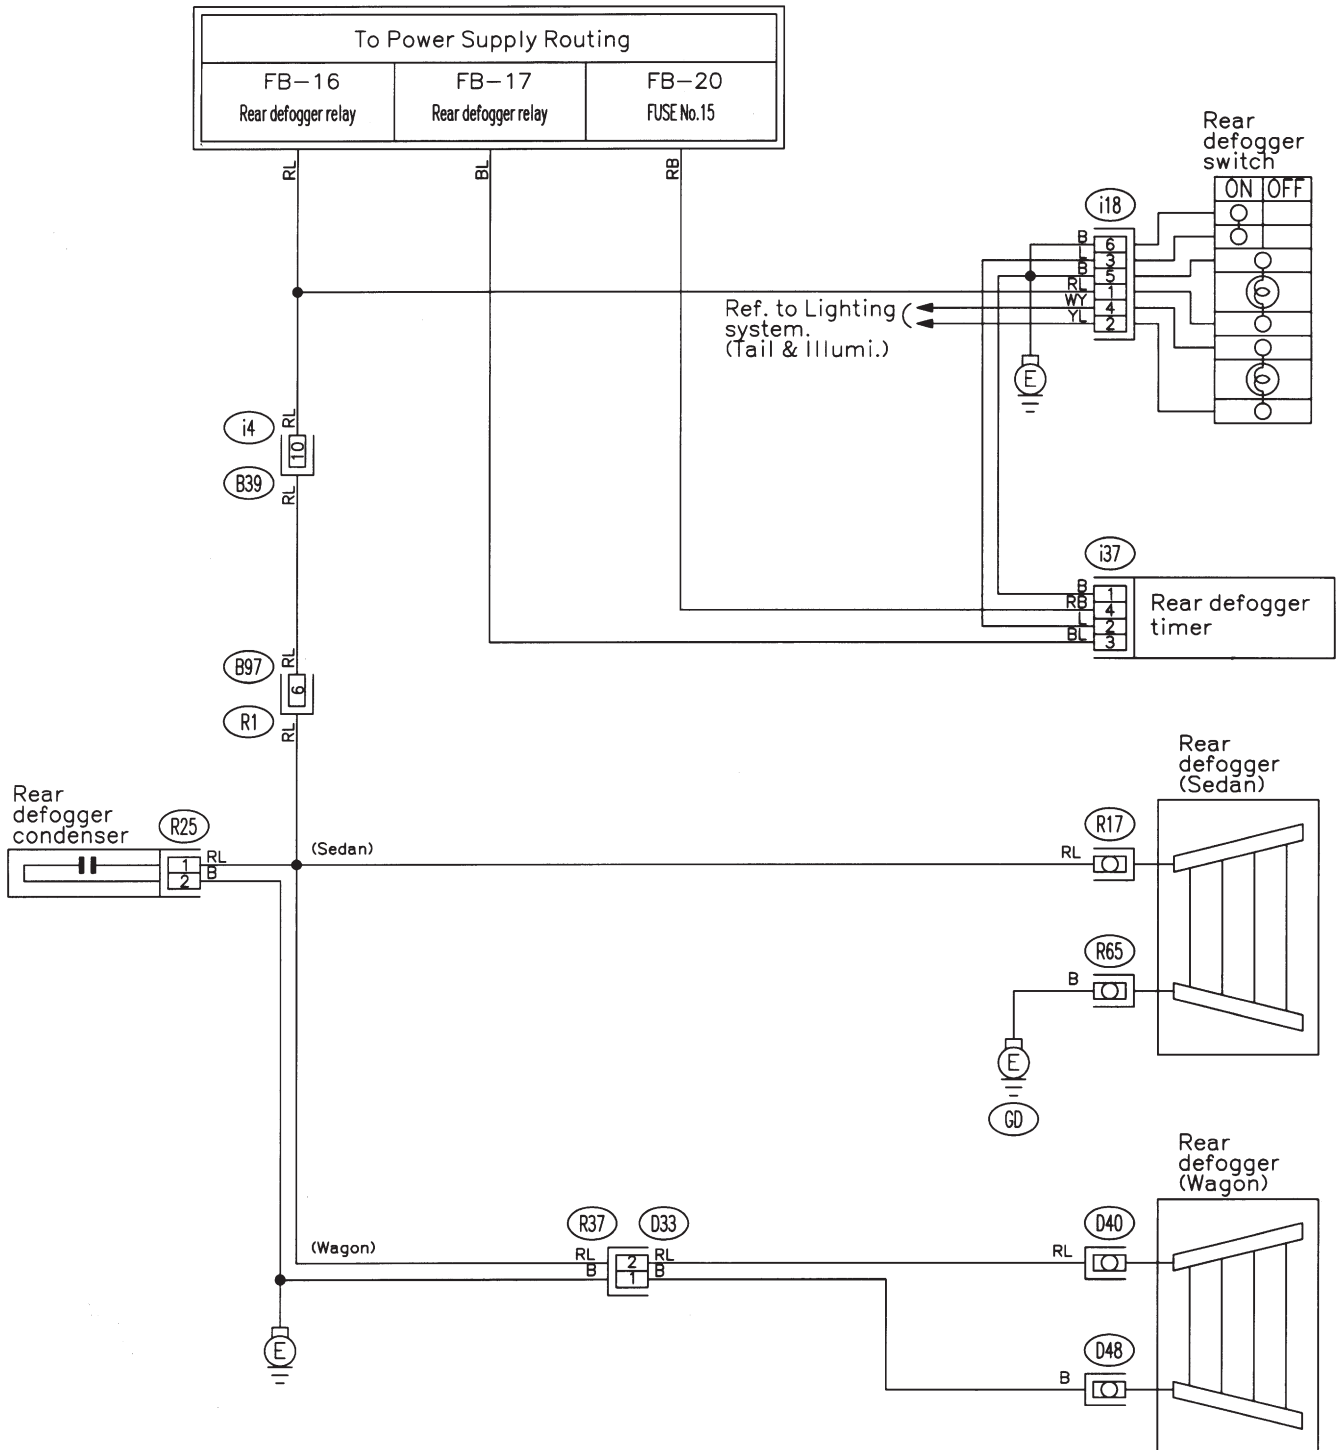 To Power Supply Routing
FB-16
Rear defogger relay
FB-17
Rear defogger relay
FB-20
FUSE No.15
RL
BL
RB
Rear
defogger
switch
ON OFF
i18
B 6
L 3
B 5
RL 1
WY 4
YL 2
Ref. to Lighting
system.
(Tail & Illumi.)
E
RL
i4
10
B39
RL
i37
B 1
RB 4
L 2
BL 3
Rear defogger
timer
RL
B97
6
R1
RL
Rear
defogger
(Sedan)
Rear
defogger
condenser
R25
1 RL
2 B
(Sedan)
R17
RL
R65
B
E
GD
Rear
defogger
(Wagon)
(Wagon)
R37 D33
RL 2 RL
B 1 B
D40
RL
E
D48
B